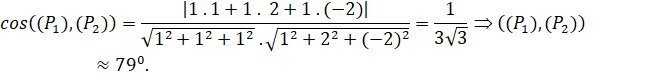 cos((P₁),(P₂)) = |1 .1 + 1 . 2 + 1 .(−2)| / √(1² + 1² + 1²) .√(1² + 2² + (−2)²) = 1 / 3√3 ⇒ ((P₁),(P₂))
≈ 79⁰.